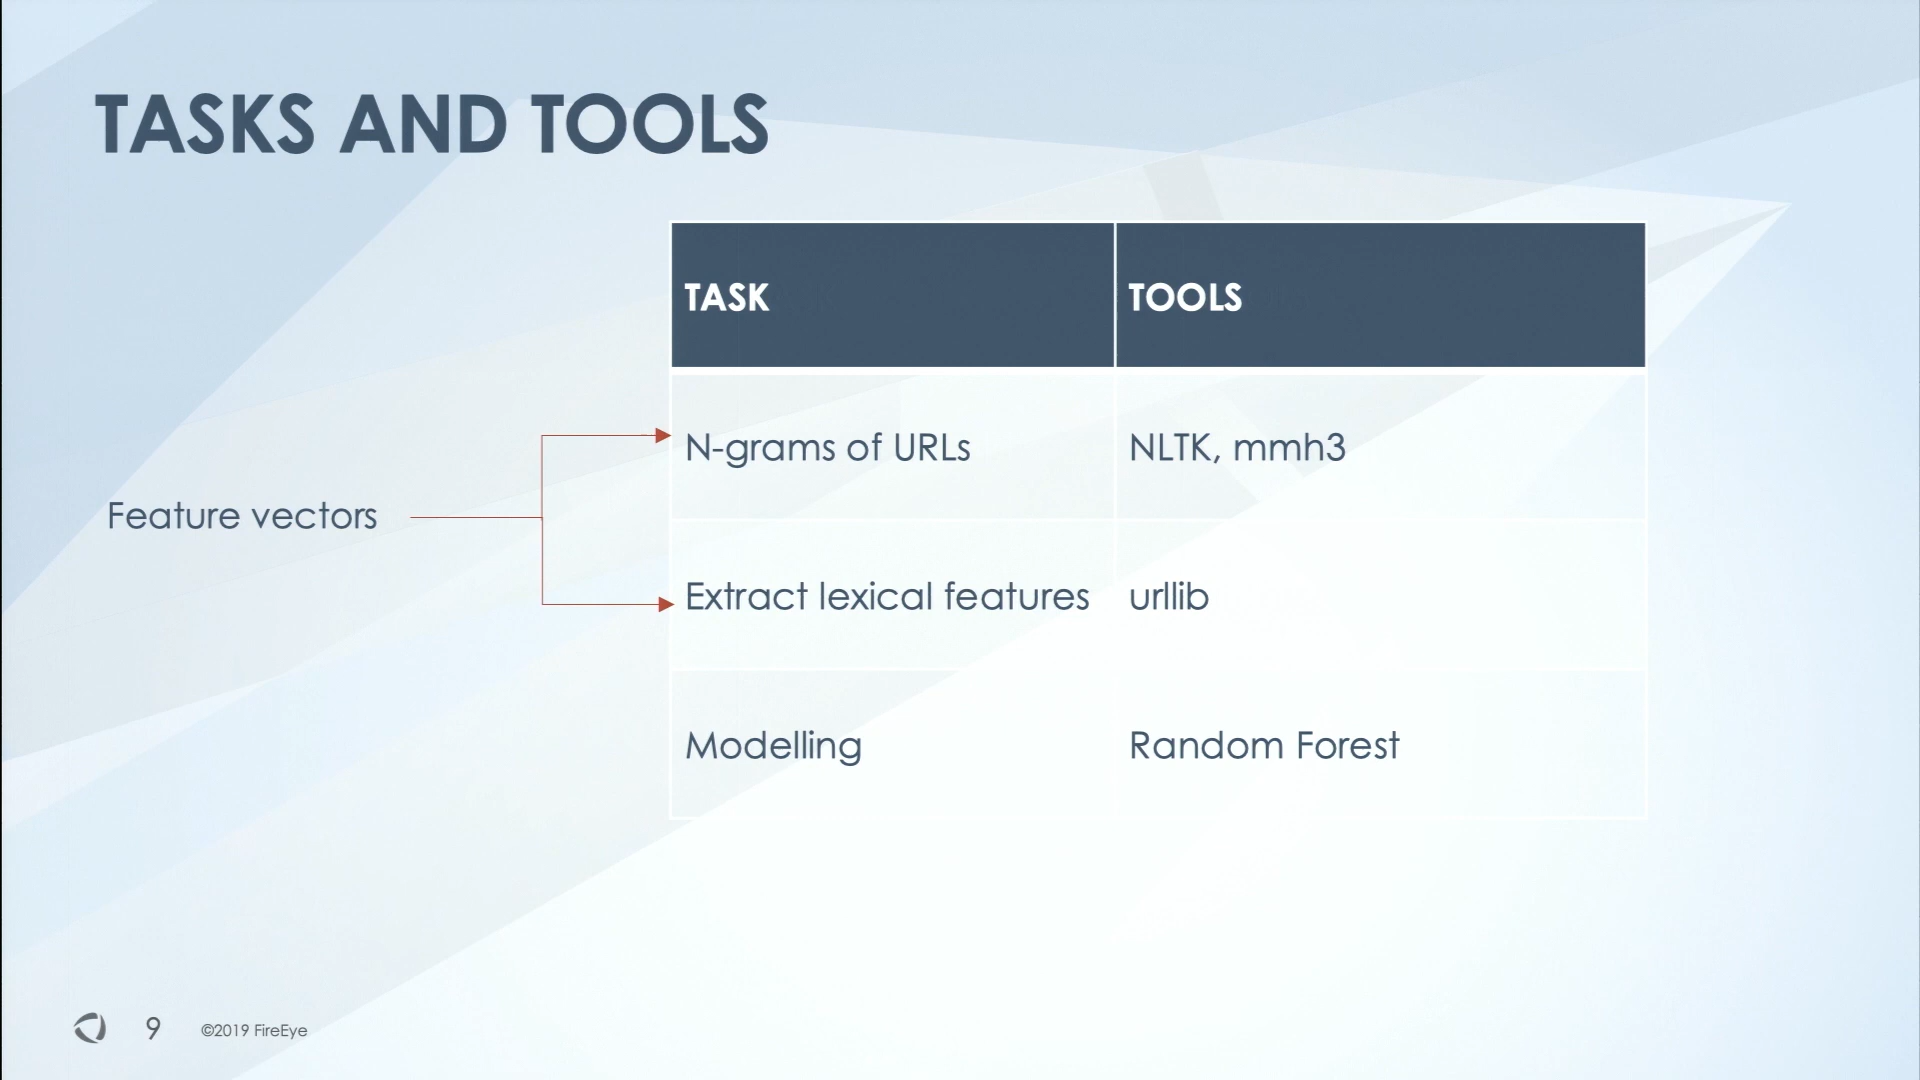 TASKS AND TOOLS
TASK TOOLS
N-grams of URLs NLTK, mmh3
Feature vectors
Extract lexical features urllib
Modelling Random Forest
9 ©2019 FireEye